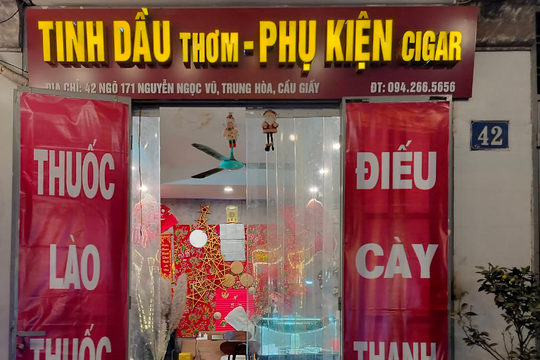 TINH DẦU THƠM - PHỤ KIỆN CIGAR
ĐỊA CHỈ: 42 NGÕ 171 NGUYỄN NGỌC VŨ, TRUNG HÒA, CẦU GIẤY ĐT: 094.266.5656
THUỐC
LÀO
THUỐC
ĐIẾU
CÀY
THANH
42